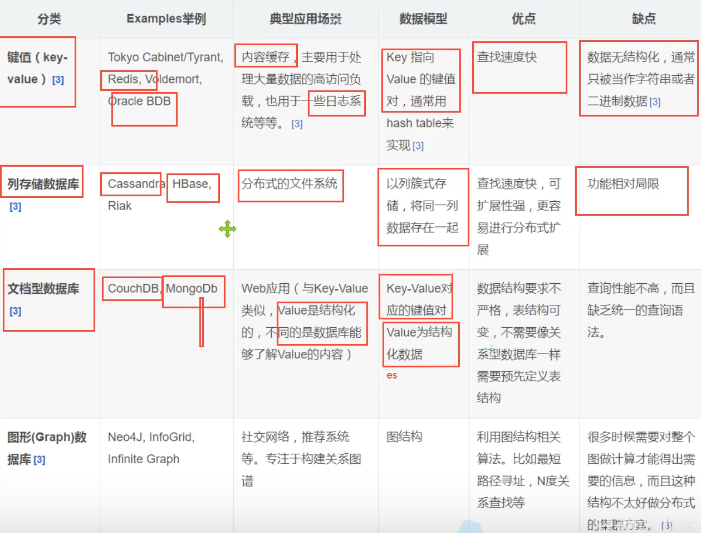 分类 Examples举例 典型应用场景 数据模型 优点 缺点
键值（key-value）[3]
Tokyo Cabinet/Tyrant,
Redis, Voldemort,
Oracle BDB
内容缓存，主要用于处
理大量数据的高访问负
载，也用于一些日志系
统等等。[3]
Key 指向
Value 的键值
对，通常用
hash table来
实现[3]
查找速度快
数据无结构化，通常
只被当作字符串或者
二进制数据[3]
列存储数据库
[3]
Cassandra, HBase,
Riak
分布式的文件系统
以列簇式存
储，将同一列
数据存在一起
查找速度快，可
扩展性强，更容
易进行分布式扩
展
功能相对局限
文档型数据库
[3]
CouchDB, MongoDb
Web应用（与Key-Value
类似，Value是结构化
的，不同的是数据库能
够了解Value的内容）
Key-Value对
应的键值对
Value为结构
化数据
es
数据结构要求不
严格，表结构可
变，不需要像关
系型数据库一样
需要预先定义表
结构
查询性能不高，而且
缺乏统一的查询语
法。
图形(Graph)数
据库[3]
Neo4J, InfoGrid,
Infinite Graph
社交网络，推荐系统
等。专注于构建关系图
谱
图结构
利用图结构相关
算法。比如最短
路径寻址，N度关
系查找等
很多时候需要对整个
图做计算才能得出需
要的信息，而且这种
结构不太好做分布式
的集群方案。[3]